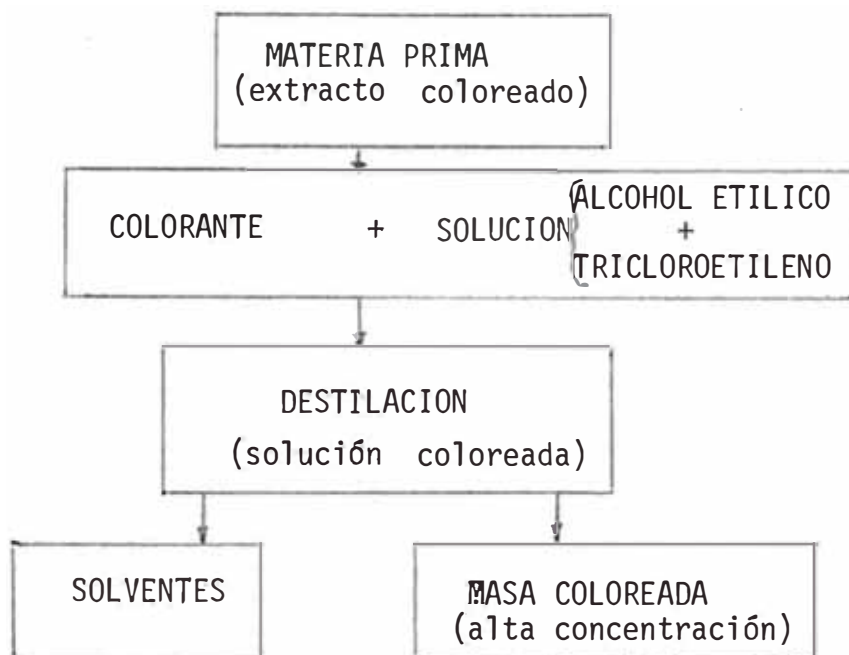 MATERIA PRIMA
(extracto coloreado)
COLORANTE + SOLUCION
ALCOHOL ETILICO
+
TRICLOROETILENO
DESTILACION
(solución coloreada)
SOLVENTES
MASA COLOREADA
(alta concentración)